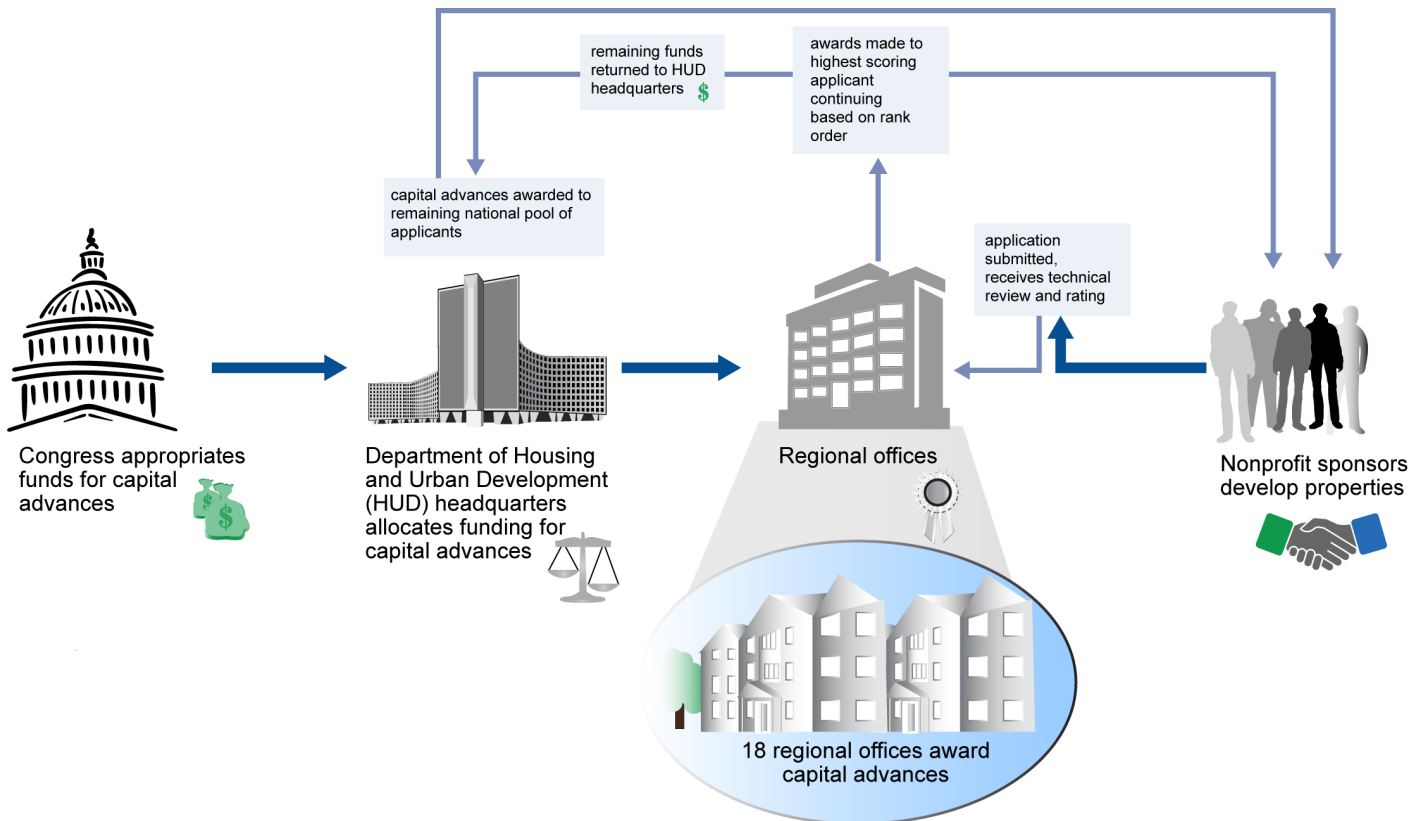 remaining funds
returned to HUD
headquarters $
awards made to
highest scoring
applicant
continuing
based on rank
order
capital advances awarded to
remaining national pool of
applicants
application
submitted,
receives technical
review and rating
Congress appropriates
funds for capital
advances
$
$
Department of Housing
and Urban Development
(HUD) headquarters
allocates funding for
capital advances
Regional offices
Nonprofit sponsors
develop properties
18 regional offices award
capital advances